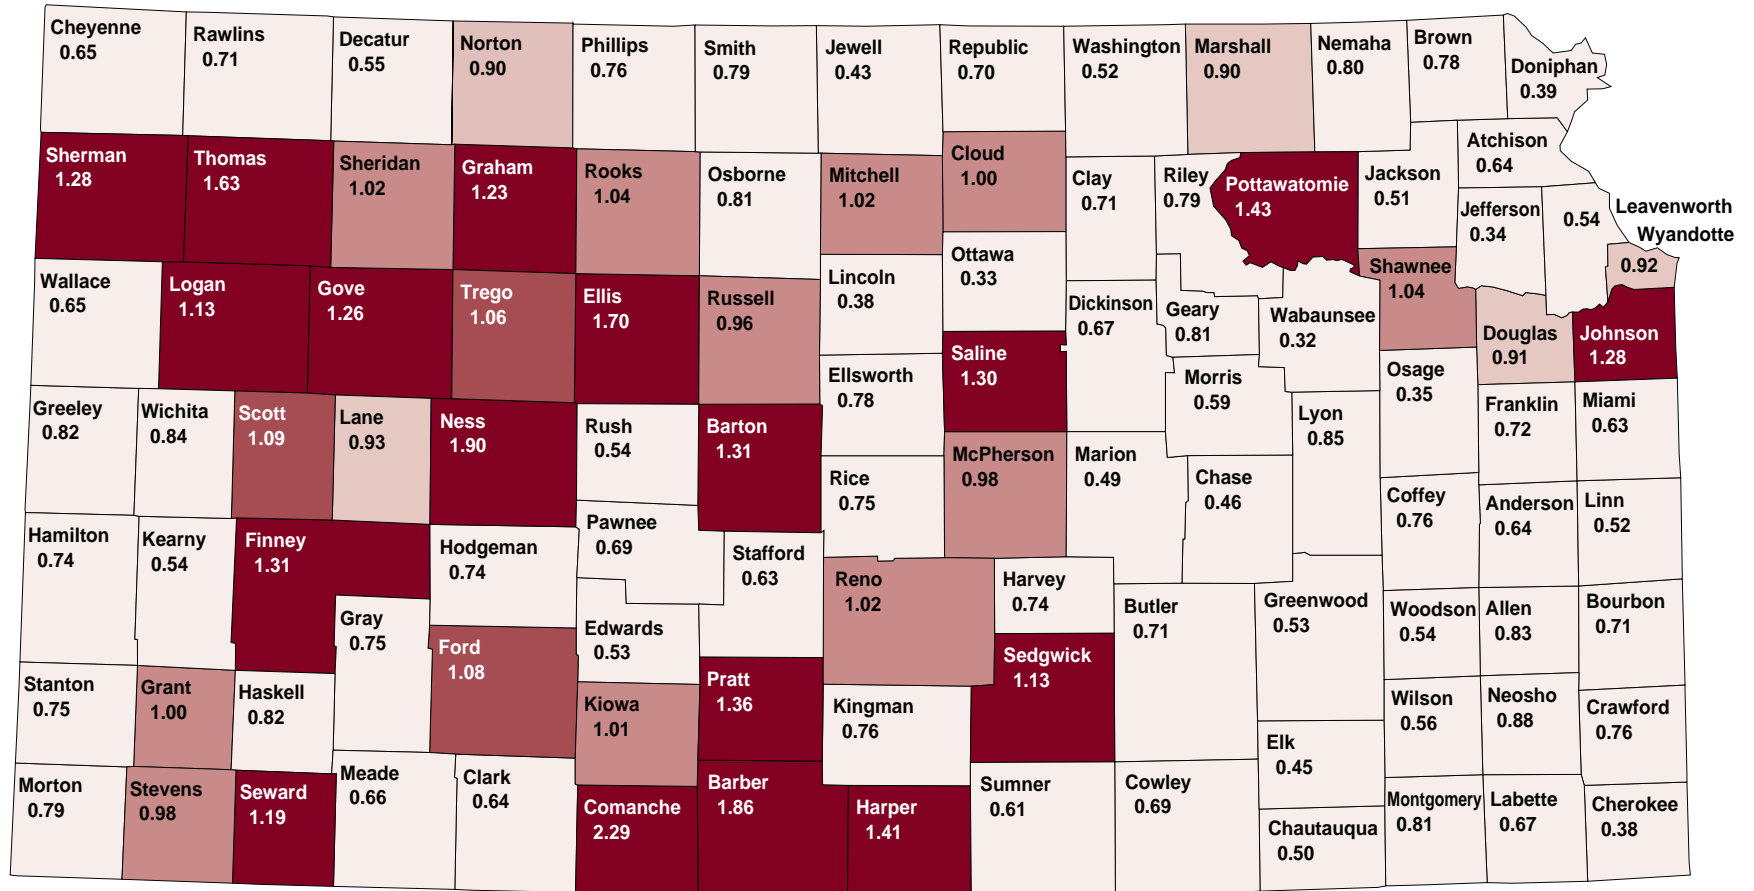 Cheyenne
0.65
Rawlins
0.71
Decatur
0.55
Norton
0.90
Phillips
0.76
Smith
0.79
Jewell
0.43
Republic
0.70
Washington
0.52
Marshall
0.90
Nemaha
0.80
Brown
0.78
Doniphan
0.39
Sherman
1.28
Thomas
1.63
Sheridan
1.02
Graham
1.23
Rooks
1.04
Osborne
0.81
Mitchell
1.02
Cloud
1.00
Clay
0.71
Riley
0.79
Pottawatomie
1.43
Jackson
0.51
Atchison
0.64
Jefferson
0.34
0.54
Leavenworth
Wyandotte
0.92
Wallace
0.65
Logan
1.13
Gove
1.26
Trego
1.06
Ellis
1.70
Russell
0.96
Lincoln
0.38
Ottawa
0.33
Saline
1.30
Dickinson
0.67
Geary
0.81
Wabaunsee
0.32
Shawnee
1.04
Douglas
0.91
Johnson
1.28
Ellsworth
0.78
Morris
0.59
Osage
0.35
Greeley
0.82
Wichita
0.84
Scott
1.09
Lane
0.93
Ness
1.90
Rush
0.54
Barton
1.31
Rice
0.75
McPherson
0.98
Marion
0.49
Chase
0.46
Lyon
0.85
Franklin
0.72
Miami
0.63
Coffey
0.76
Anderson
0.64
Linn
0.52
Hamilton
0.74
Kearny
0.54
Finney
1.31
Hodgeman
0.74
Pawnee
0.69
Stafford
0.63
Reno
1.02
Harvey
0.74
Butler
0.71
Greenwood
0.53
Woodson
0.54
Allen
0.83
Bourbon
0.71
Gray
0.75
Ford
1.08
Edwards
0.53
Pratt
1.36
Sedgwick
1.13
Stanton
0.75
Grant
1.00
Haskell
0.82
Kiowa
1.01
Kingman
0.76
Wilson
0.56
Neosho
0.88
Crawford
0.76
Elk
0.45
Morton
0.79
Stevens
0.98
Seward
1.19
Meade
0.66
Clark
0.64
Comanche
2.29
Barber
1.86
Harper
1.41
Sumner
0.61
Cowley
0.69
Chautauqua
0.50
Montgomery
0.81
Labette
0.67
Cherokee
0.38